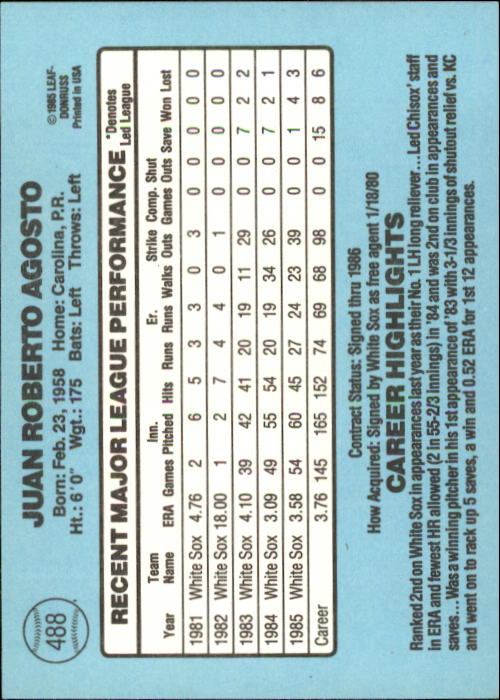 488
JUAN ROBERTO AGOSTO
Born: Feb. 23, 1958 Home: Carolina, P.R.
Ht.: 6'0" Wgt.: 175 Bats: Left Throws: Left
©1985 LEAF-
DONRUSS
Printed in USA
RECENT MAJOR LEAGUE PERFORMANCE
*Denotes
Led League
Team Inn. Er. Strike Comp. Shut
Year Name ERA Games Pitched Hits Runs Runs Walks Outs Games Outs Save Won Lost
1981 White Sox 4.76 2 6 5 3 3 0 3 0 0 0 0 0
1982 White Sox 18.00 1 2 7 4 4 0 1 0 0 0 0 0
1983 White Sox 4.10 39 42 41 20 19 11 29 0 0 7 2 2
1984 White Sox 3.09 49 55 54 20 19 34 26 0 0 7 2 1
1985 White Sox 3.58 54 60 45 27 24 23 39 0 0 1 4 3
Career 3.76 145 165 152 74 69 68 98 0 0 15 8 6
Contract Status: Signed thru 1986
How Acquired: Signed by White Sox as free agent 1/18/80
CAREER HIGHLIGHTS
Ranked 2nd on White Sox in appearances last year as their No. 1 LH long reliever...Led Chisox' staff
in ERA and fewest HR allowed (2 in 55-2/3 innings) in '84 and was 2nd on club in appearances and
saves... Was a winning pitcher in his 1st appearance of '83 with 3-1/3 innings of shutout relief vs. KC
and went on to rack up 5 saves, a win and 0.52 ERA for 1st 12 appearances.